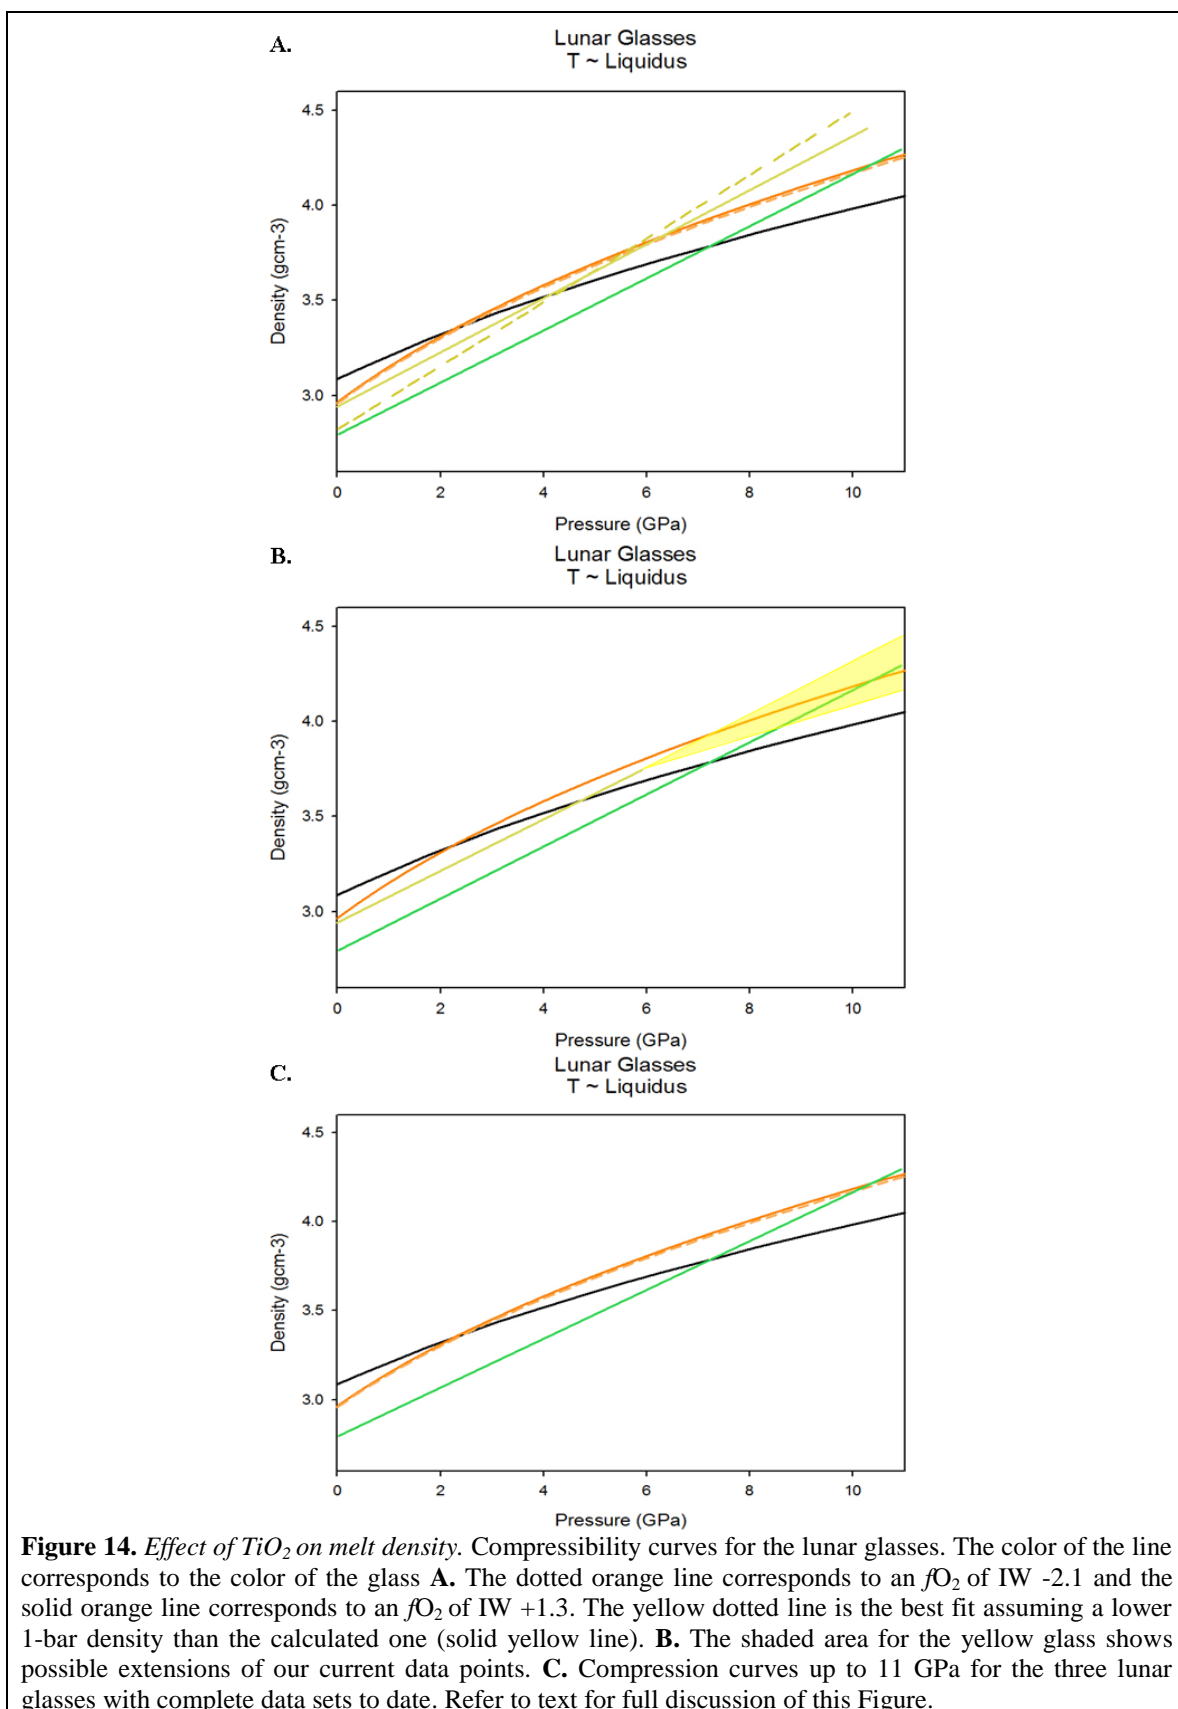 A.
Lunar Glasses
T ~ Liquidus
4.5
4.0
3.5
3.0
Density (gcm-3)
0 2 4 6 8 10
Pressure (GPa)
B.
Lunar Glasses
T ~ Liquidus
4.5
4.0
3.5
3.0
Density (gcm-3)
0 2 4 6 8 10
Pressure (GPa)
C.
Lunar Glasses
T ~ Liquidus
4.5
4.0
3.5
3.0
Density (gcm-3)
0 2 4 6 8 10
Pressure (GPa)
Figure 14. Effect of TiO2 on melt density. Compressibility curves for the lunar glasses. The color of the line
corresponds to the color of the glass A. The dotted orange line corresponds to an fO2 of IW -2.1 and the
solid orange line corresponds to an fO2 of IW +1.3. The yellow dotted line is the best fit assuming a lower
1-bar density than the calculated one (solid yellow line). B. The shaded area for the yellow glass shows
possible extensions of our current data points. C. Compression curves up to 11 GPa for the three lunar
glasses with complete data sets to date. Refer to text for full discussion of this Figure.